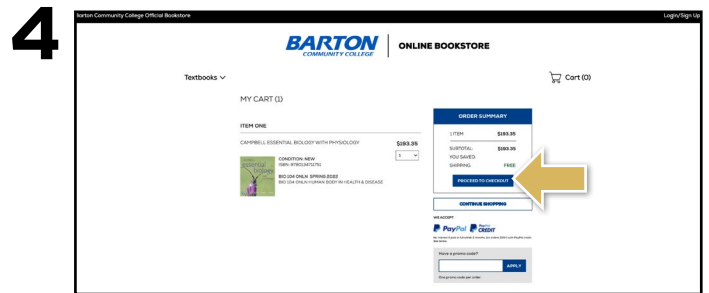 4
Barton Community College Official Bookstore
Login/Sign Up
BARTON
COMMUNITY COLLEGE
ONLINE BOOKSTORE
Textbooks
Cart (0)
MY CART (1)
ITEM ONE
CAMPBELL ESSENTIAL BIOLOGY WITH PHYSIOLOGY
$193.35
1
essential
biology
CONDITION: NEW
BIO 104 ONLN SPRING 2022
BIO 104 ONLN HUMAN BODY IN HEALTH & DISEASE
ORDER SUMMARY
1 ITEM: $193.35
SUBTOTAL: $193.35
YOU SAVED:
SHIPPING: FREE
PROCEED TO CHECKOUT
CONTINUE SHOPPING
WE ACCEPT
PayPal PayPal CREDIT
Have a promo code?
APPLY
One promo code per order.